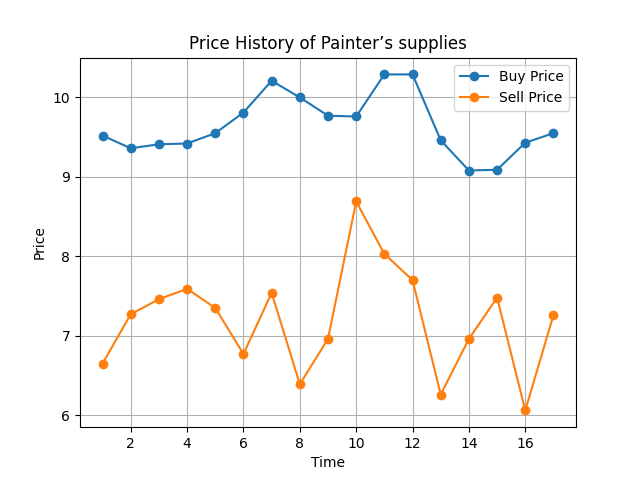 Price History of Painter’s supplies
Buy Price
Sell Price
10
9
8
7
6
Price
2 4 6 8 10 12 14 16
Time